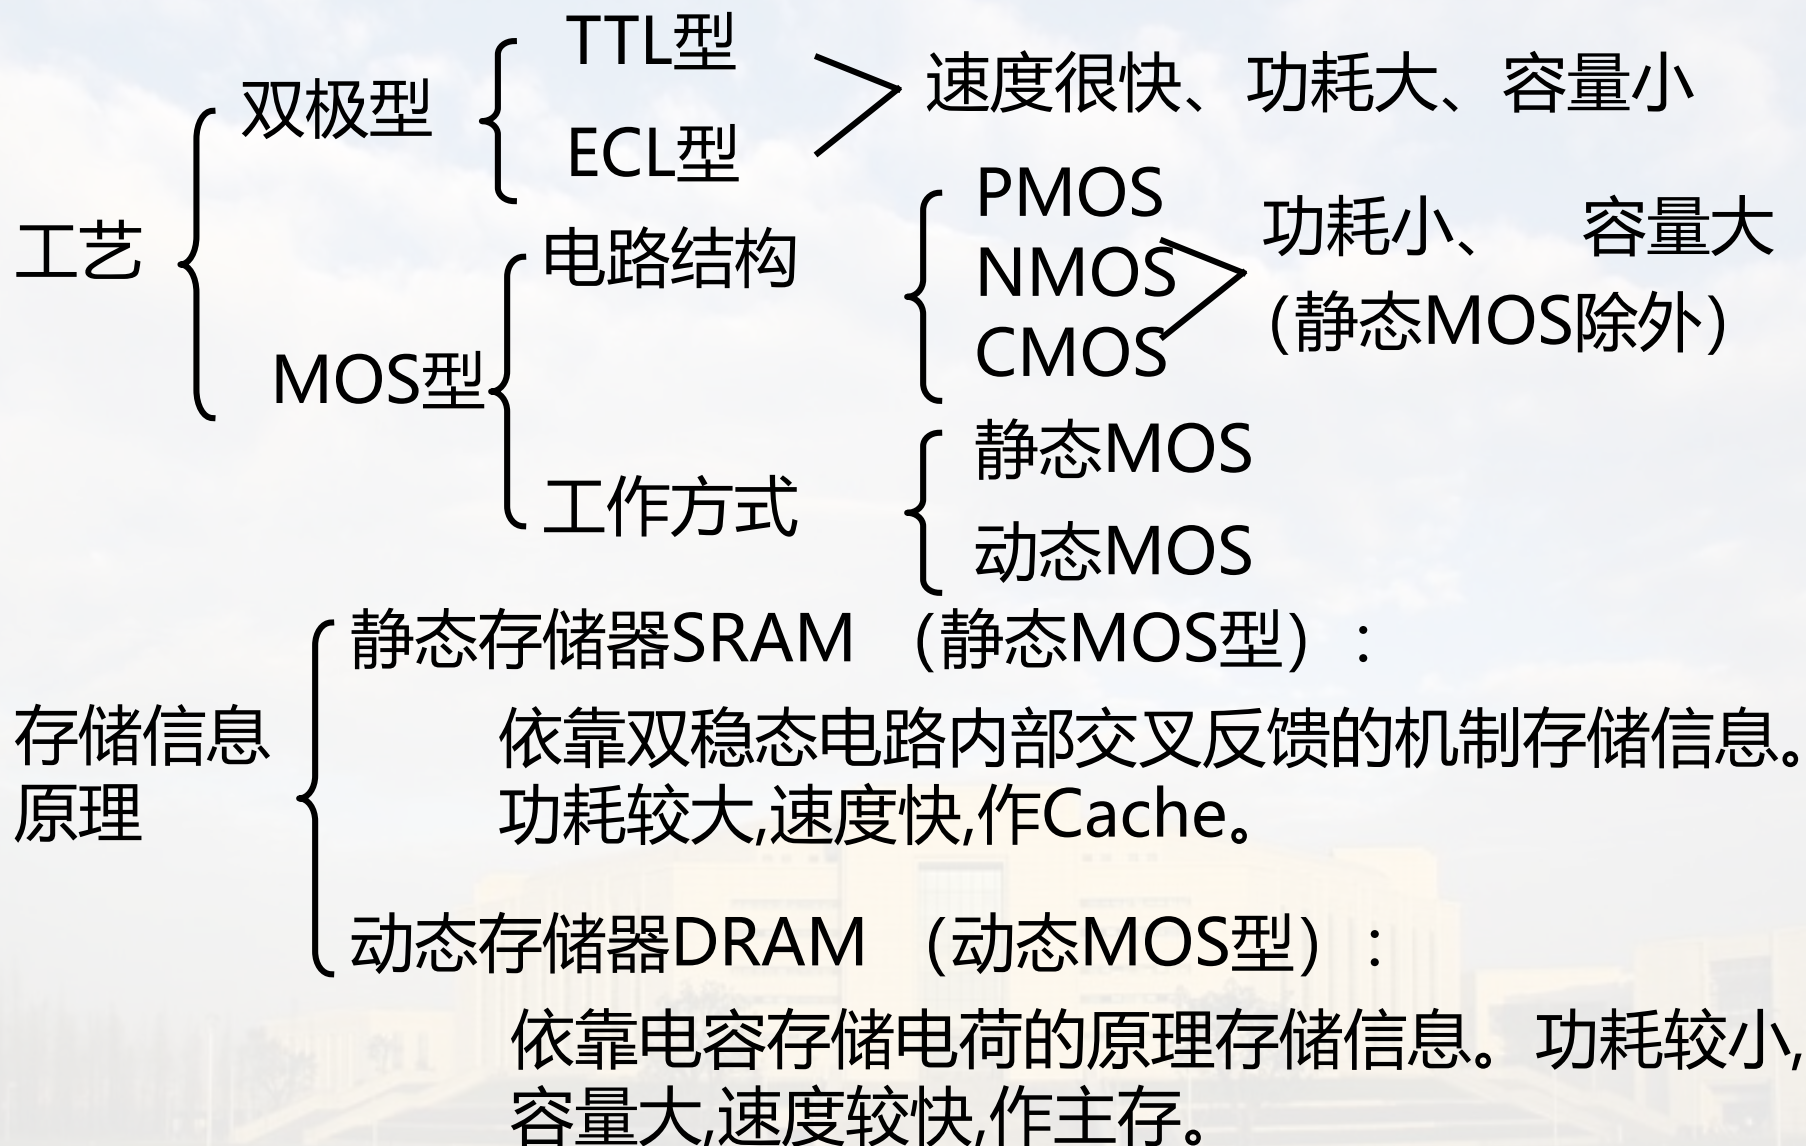 TTL型
双极型
ECL型
速度很快、功耗大、容量小
工艺
电路结构
PMOS
NMOS
CMOS
功耗小、 容量大
(静态MOS除外)
MOS型
工作方式
静态MOS
动态MOS
存储信息
原理
静态存储器SRAM （静态MOS型）：
依靠双稳态电路内部交叉反馈的机制存储信息。
功耗较大,速度快,作Cache。
动态存储器DRAM （动态MOS型）：
依靠电容存储电荷的原理存储信息。功耗较小,
容量大,速度较快,作主存。